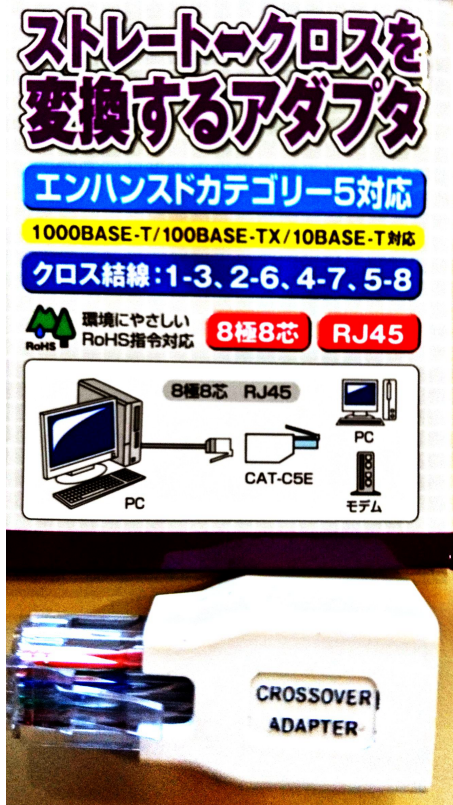 ストレート⇔クロスを
変換するアダプタ
エンハンスドカテゴリー5対応
1000BASE-T/100BASE-TX/10BASE-T対応
クロス結線:1-3、2-6、4-7、5-8
RoHS
環境にやさしい
RoHS指令対応
8極8芯
RJ45
8極8芯 RJ45
PC
CAT-C5E
PC
モデム
CROSSOVER
ADAPTER